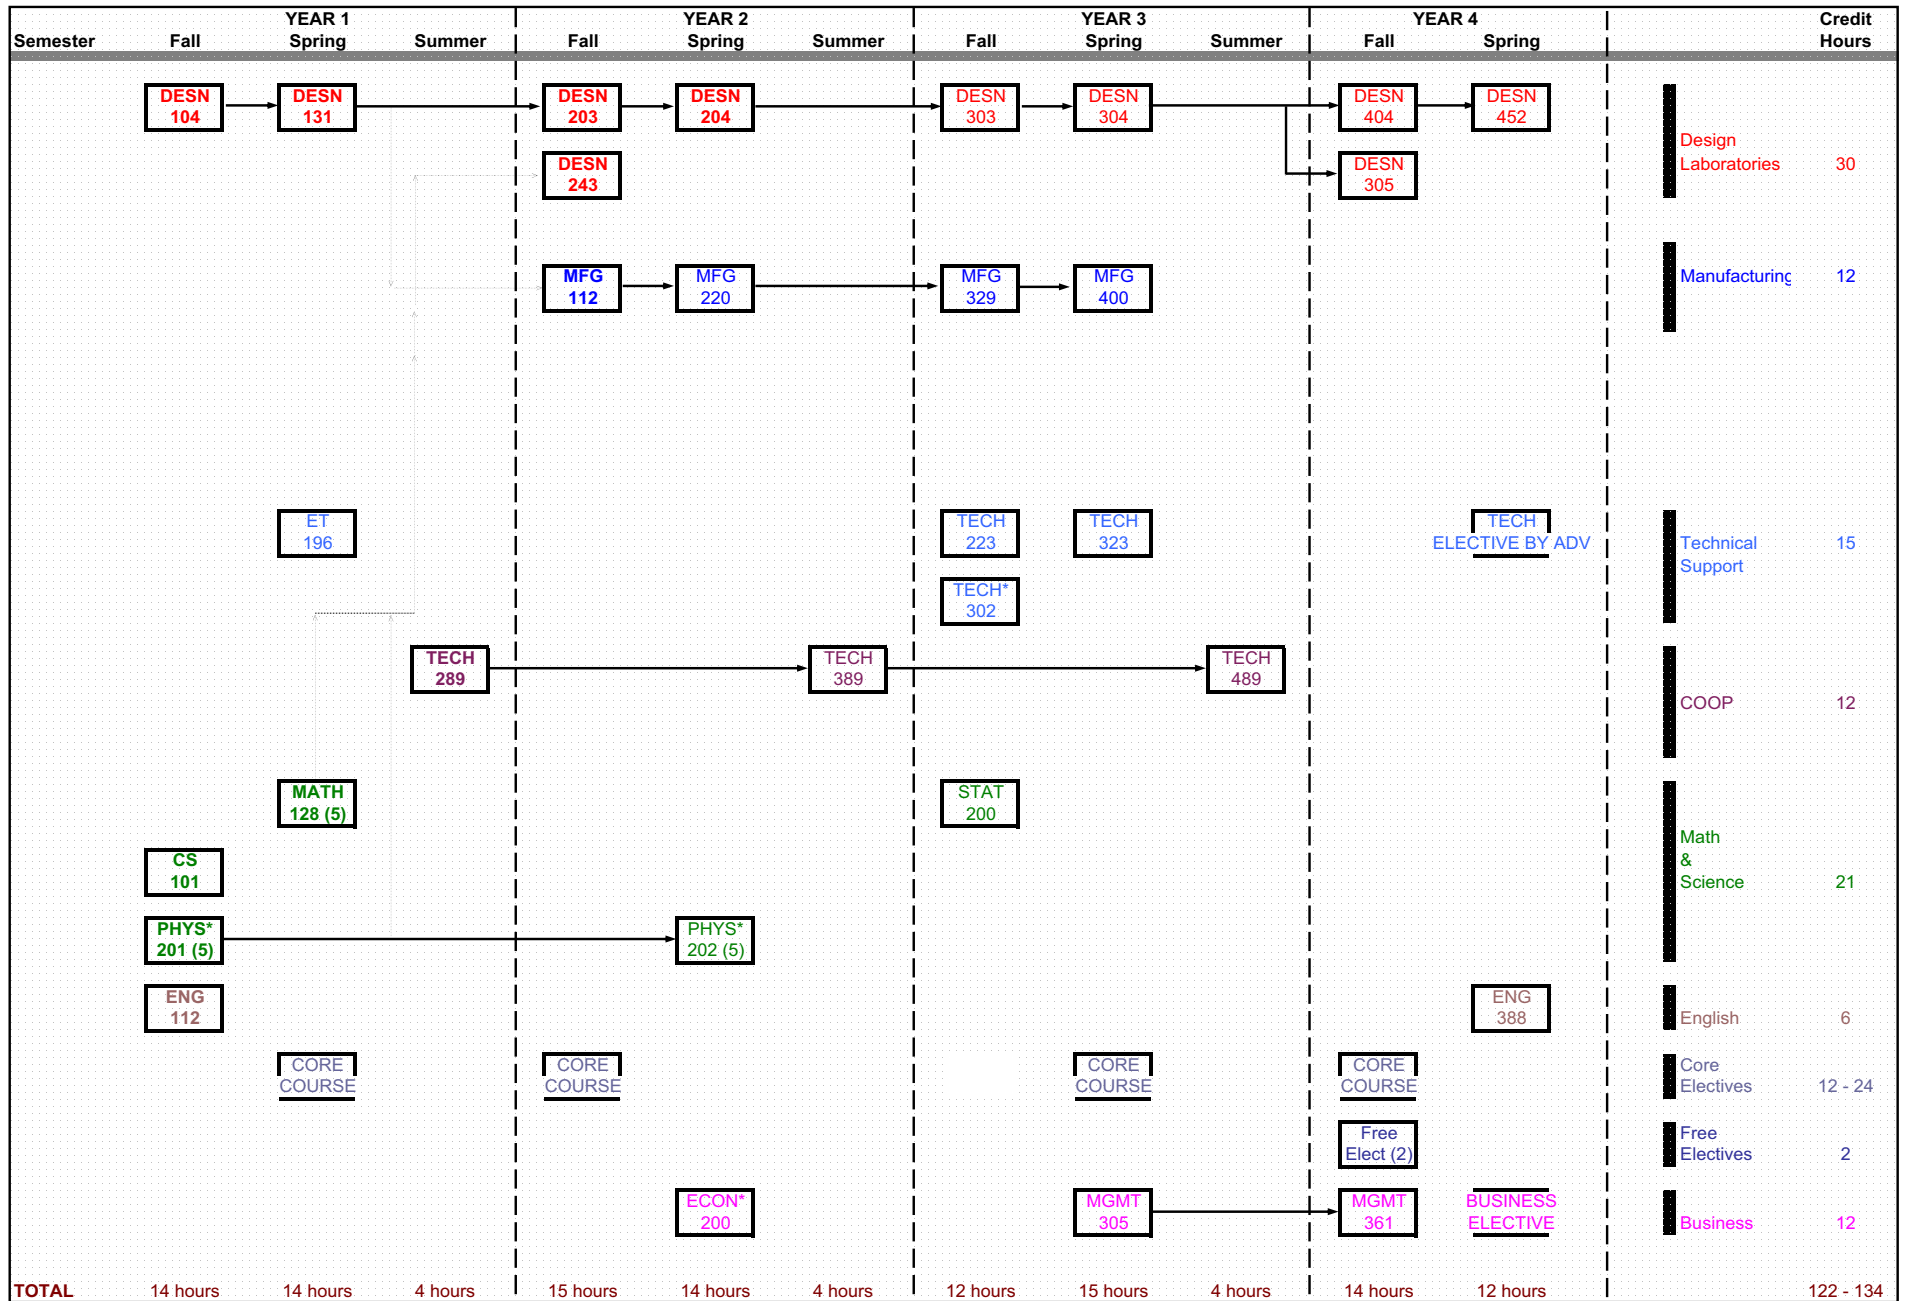 YEAR 1 YEAR 2 YEAR 3 YEAR 4 Credit
Semester Fall Spring Summer Fall Spring Summer Fall Spring Summer Fall Spring Hours
DESN DESN DESN DESN DESN DESN DESN DESN
104 131 203 204 303 304 404 452
Design
DESN DESN Laboratories 30
243 305
MFG MFG MFG MFG Manufacturing 12
112 220 329 400
ET TECH TECH TECH
196 223 323 ELECTIVE BY ADV Technical 15
Support
TECH*
302
TECH TECH TECH
289 389 489
COOP 12
MATH STAT
128 (5) 200
Math
CS &
101 Science 21
PHYS* PHYS*
201 (5) 202 (5)
ENG ENG
112 388 English 6
CORE CORE CORE CORE Core
COURSE COURSE COURSE COURSE Electives 12 - 24
Free Free
Elect (2) Electives 2
ECON* MGMT MGMT BUSINESS
200 305 361 ELECTIVE Business 12
TOTAL 14 hours 14 hours 4 hours 15 hours 14 hours 4 hours 12 hours 15 hours 4 hours 14 hours 12 hours 122 - 134